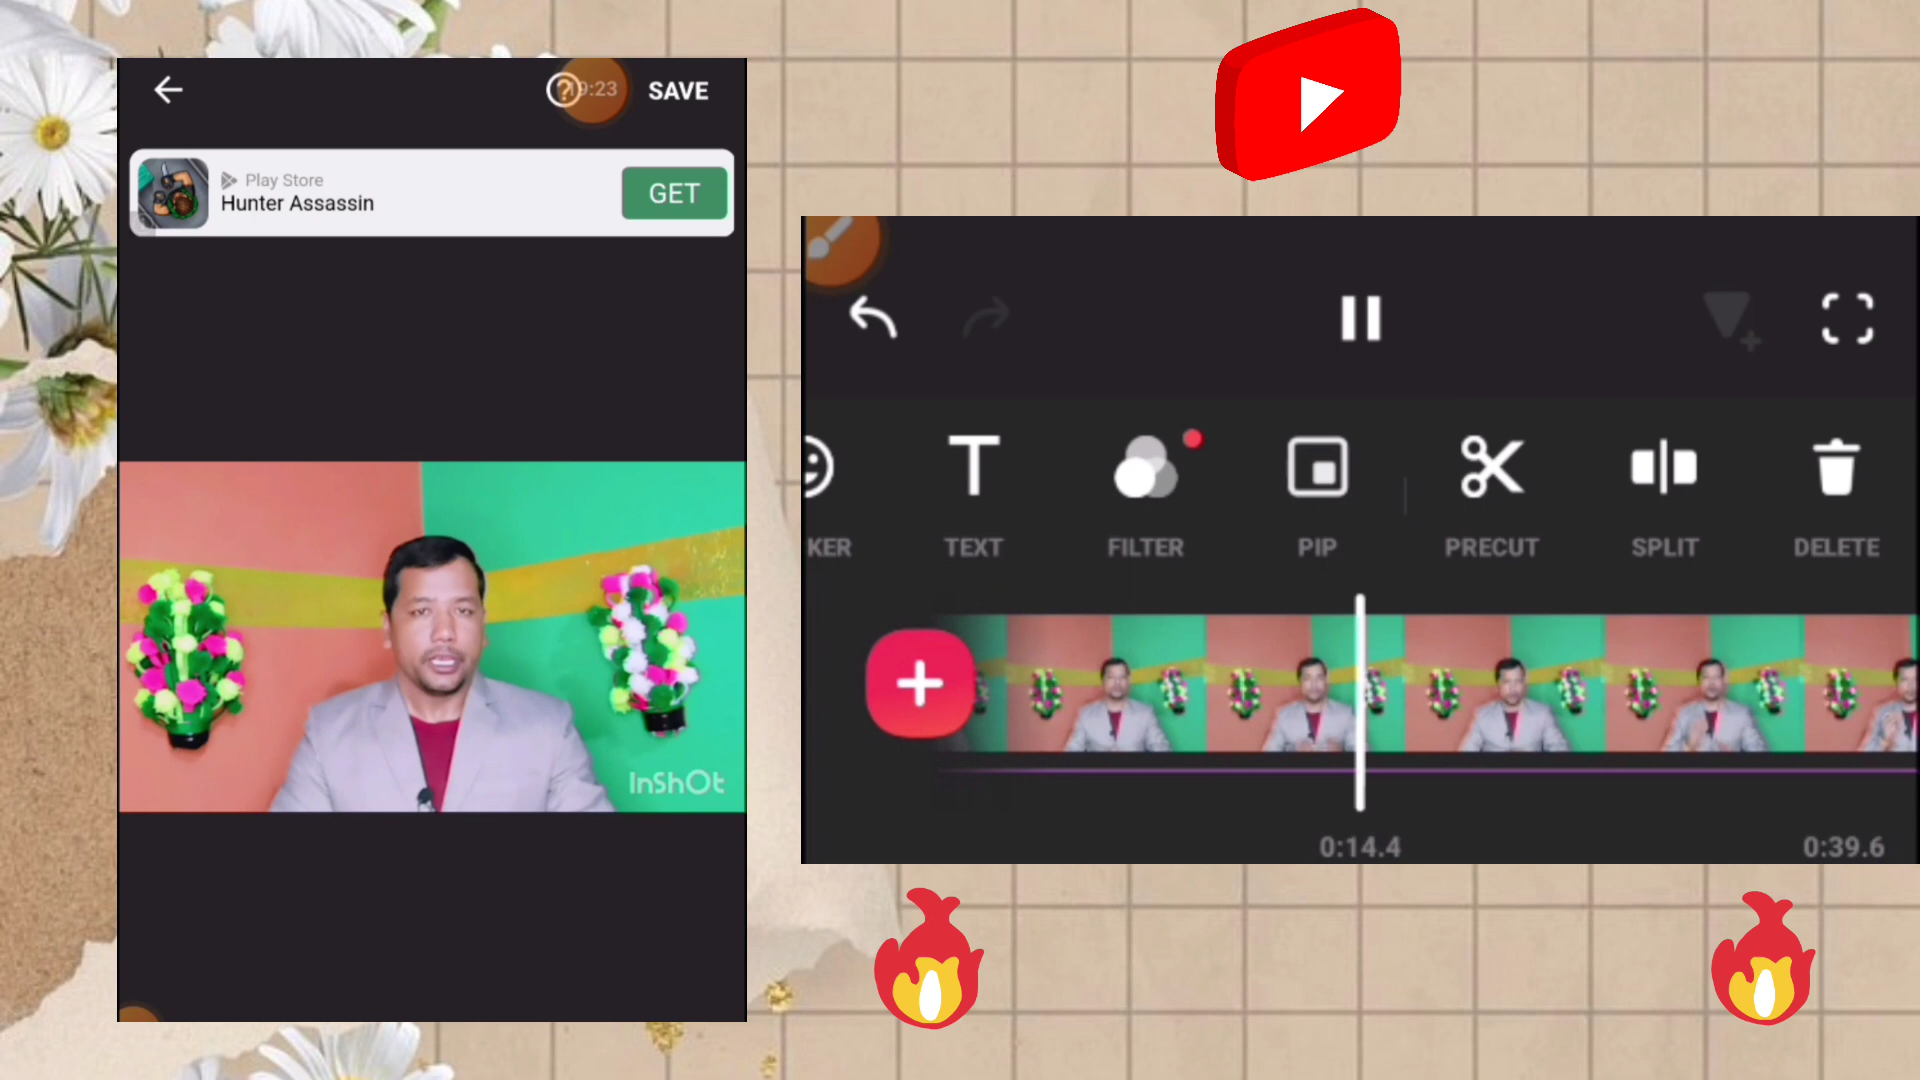 9:23
SAVE
Play Store
Hunter Assassin
GET
InShOt
KER
TEXT
FILTER
PIP
PRECUT
SPLIT
DELETE
0:14.4
0:39.6